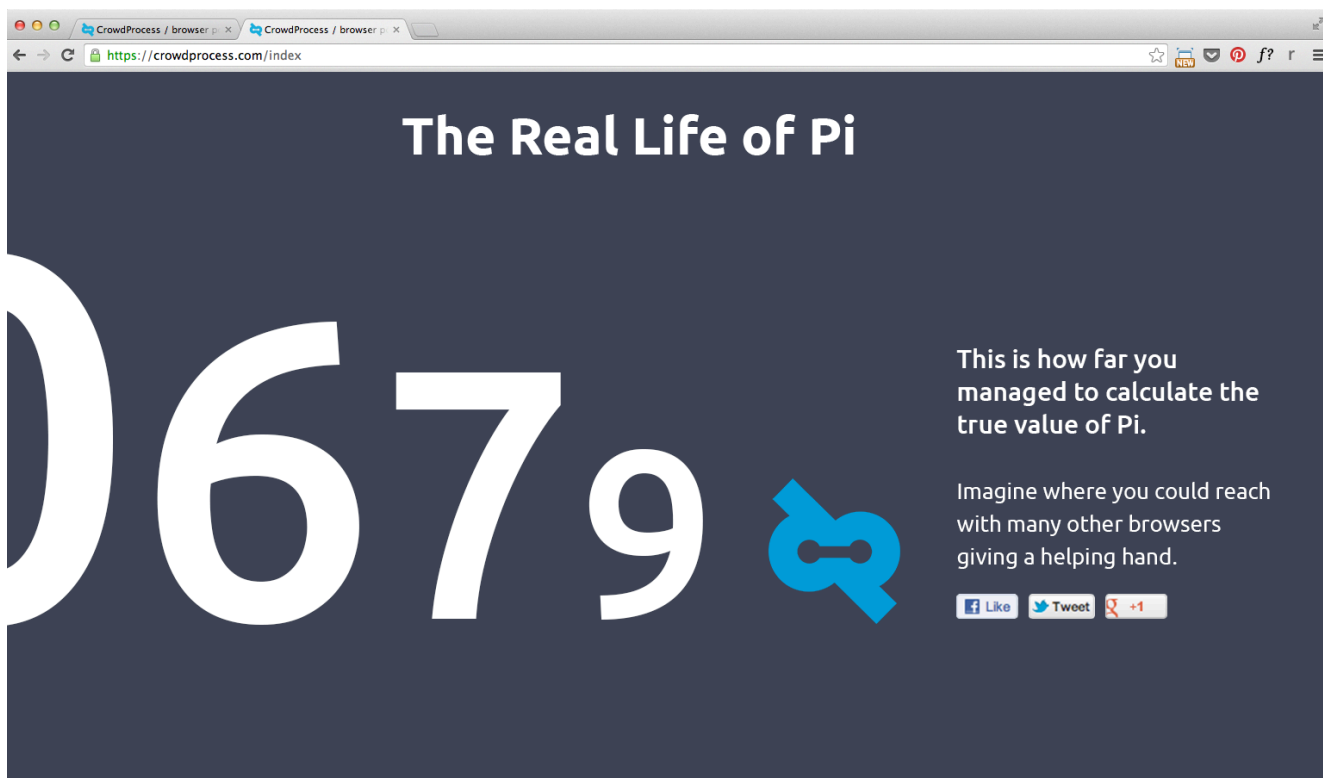 CrowdProcess / browser p
CrowdProcess / browser p
https://crowdprocess.com/index
NEW
f?
r
The Real Life of Pi
0679
This is how far you
managed to calculate the
true value of Pi.
Imagine where you could reach
with many other browsers
giving a helping hand.
Like Tweet +1